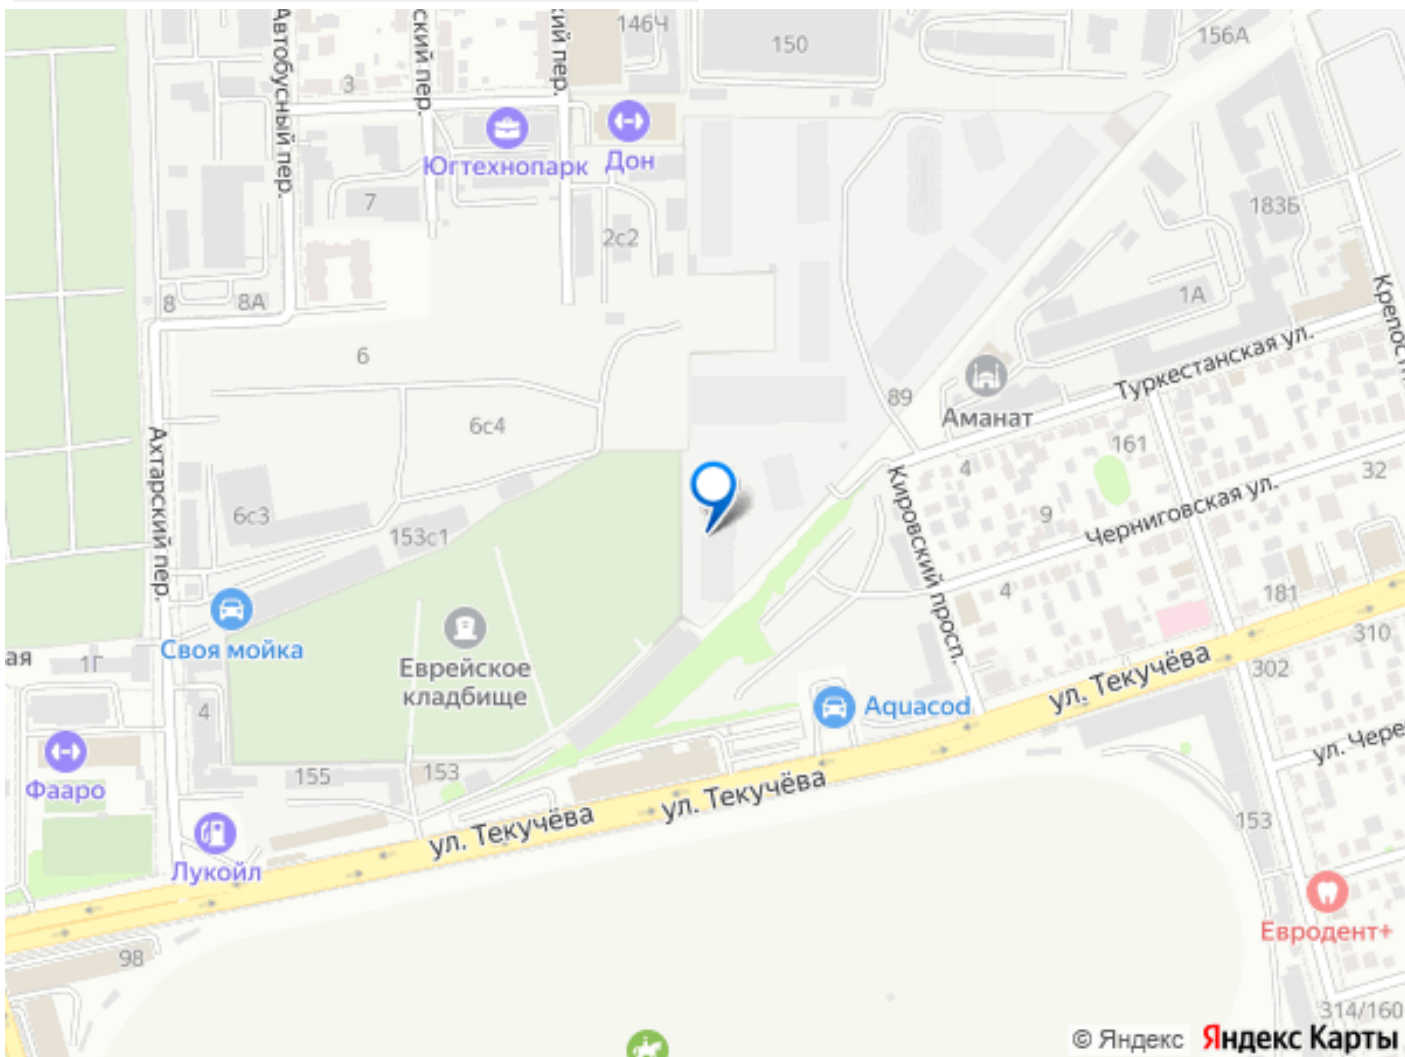 146Ч
150
156А
ский пер.
кий пер.
Автобусный пер.
3
Югтехнопарк
Дон
7
2с2
183Б
8
8А
1А
Крепост
6
Туркестанская ул.
89
Аманат
6с4
161
4
32
Ахтарский пер.
6с3
153с1
Кировский просп.
9
Черниговская ул.
4
181
310
Своя мойка
ая
1Г
Еврейское
кладбище
302
ул. Текучёва
4
Aquacod
ул. Чере
Фааро
155
153
ул. Текучёва
ул. Текучёва
153
Лукойл
Евродент+
98
314/160
© Яндекс Яндекс Карты